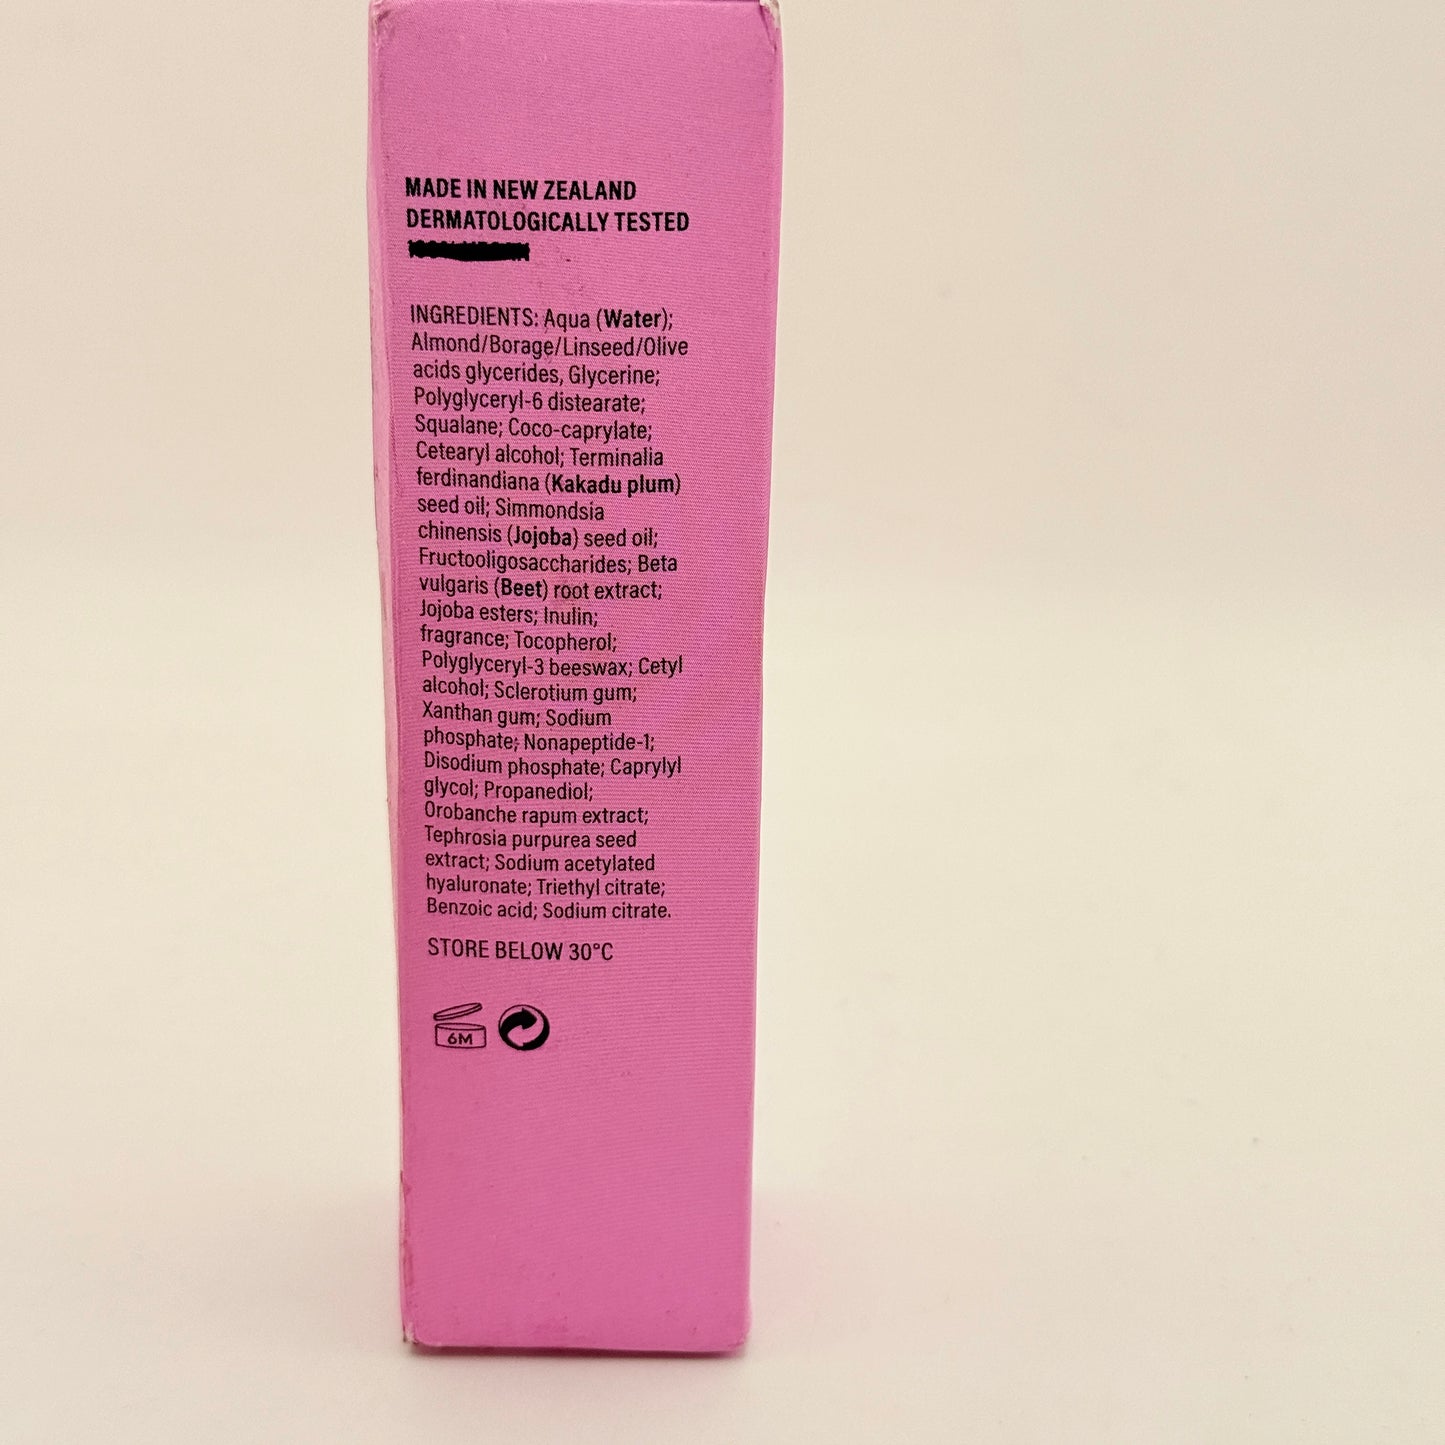 MADE IN NEW ZEALAND
DERMATOLOGICALLY TESTED
INGREDIENTS: Aqua (Water);
Almond/Borage/Linseed/Olive
acids glycerides, Glycerine;
Polyglyceryl-6 distearate;
Squalane; Coco-caprylate;
Cetearyl alcohol; Terminalia
ferdinandiana (Kakadu plum)
seed oil; Simmondsia
chinensis (Jojoba) seed oil;
Fructooligosaccharides; Beta
vulgaris (Beet) root extract;
Jojoba esters; Inulin;
fragrance; Tocopherol;
Polyglyceryl-3 beeswax; Cetyl
alcohol; Sclerotium gum;
Xanthan gum; Sodium
phosphate; Nonapeptide-1;
Disodium phosphate; Caprylyl
glycol; Propanediol;
Orobanche rapum extract;
Tephrosia purpurea seed
extract; Sodium acetylated
hyaluronate; Triethyl citrate;
Benzoic acid; Sodium citrate.
STORE BELOW 30°C
6M